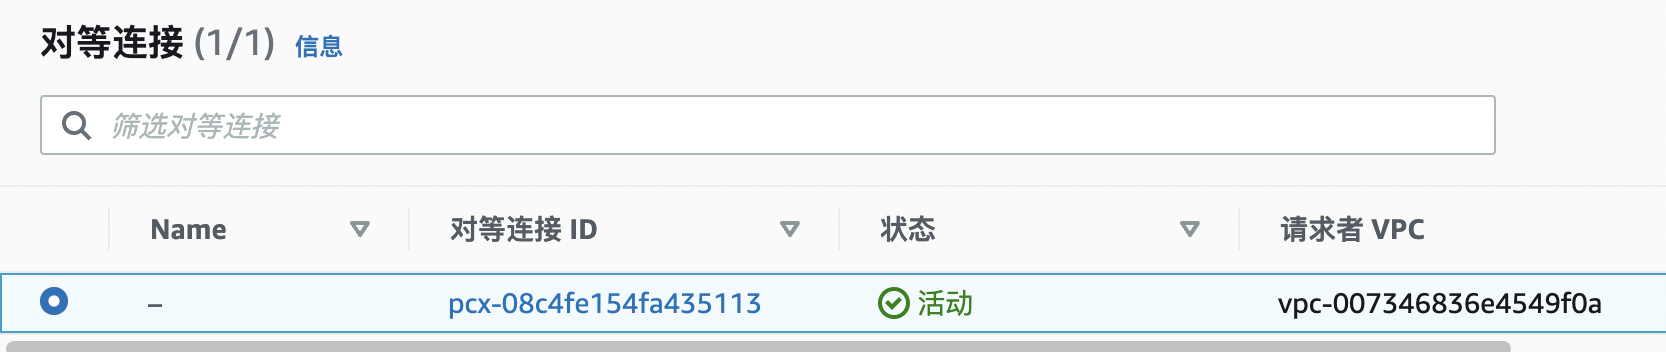 对等连接 (1/1) 信息
筛选对等连接
Name 对等连接 ID 状态 请求者 VPC
– pcx-08c4fe154fa435113 活动 vpc-007346836e4549f0a